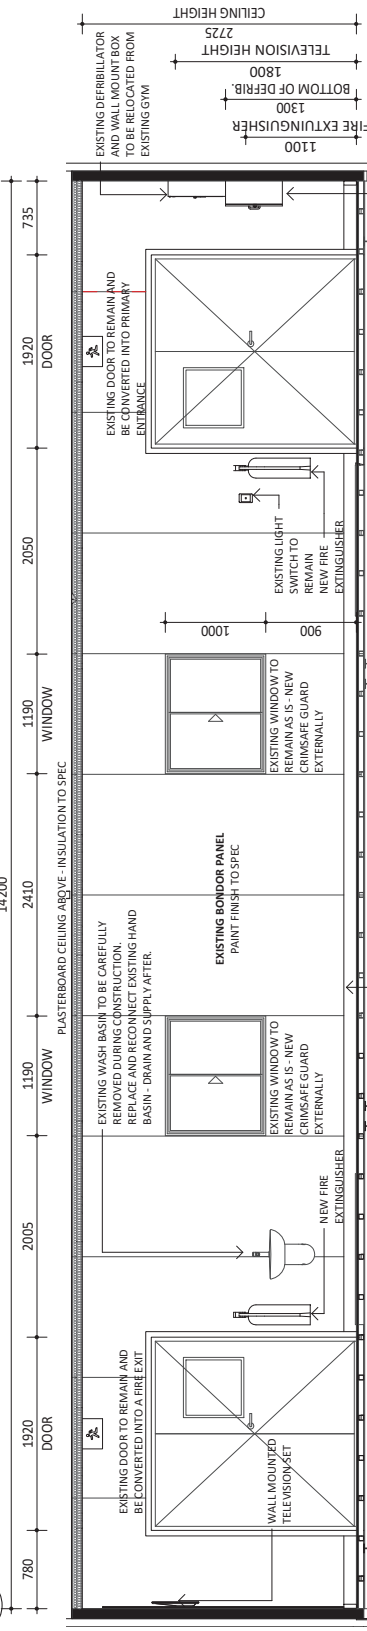 14200
780
1920
2005
1190
2410
1190
2050
1920
735
DOOR
WINDOW
WINDOW
DOOR
PLASTERBOARD CEILING ABOVE - INSULATION TO SPEC
EXISTING DOOR TO REMAIN AND
BE CONVERTED INTO A FIRE EXIT
WALL MOUNTED
TELEVISION SET
EXISTING WASH BASIN TO BE CAREFULLY
REMOVED DURING CONSTRUCTION.
REPLACE AND RECONNECT EXISTING HAND
BASIN - DRAIN AND SUPPLY AFTER.
NEW FIRE
EXTINGUISHER
EXISTING WINDOW TO
REMAIN AS IS - NEW
CRIMSAFE GUARD
EXTERNALLY
EXISTING BONDOR PANEL
PAINT FINISH TO SPEC
EXISTING WINDOW TO
REMAIN AS IS - NEW
CRIMSAFE GUARD
EXTERNALLY
1000
900
EXISTING LIGHT
SWITCH TO
REMAIN
NEW FIRE
EXTINGUISHER
EXISTING DOOR TO REMAIN AND
BE CONVERTED INTO PRIMARY
ENTRANCE
EXISTING DEFRIBILLATOR
AND WALL MOUNT BOX
TO BE RELOCATED FROM
EXISTING GYM
2725
CEILING HEIGHT
1800
TELEVISION HEIGHT
1300
BOTTOM OF DEFRIB.
1100
FIRE EXTUINGUSHER